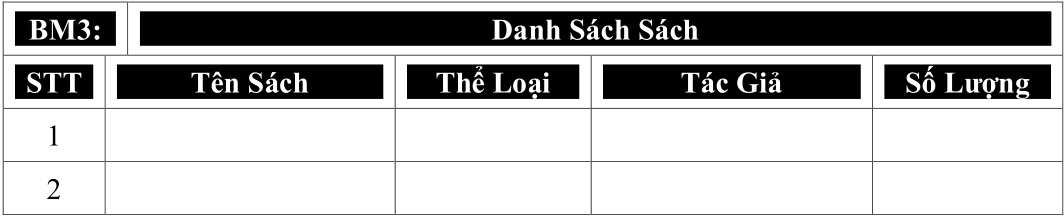 BM3: Danh Sách Sách
STT Tên Sách Thể Loại Tác Giả Số Lượng
1
2